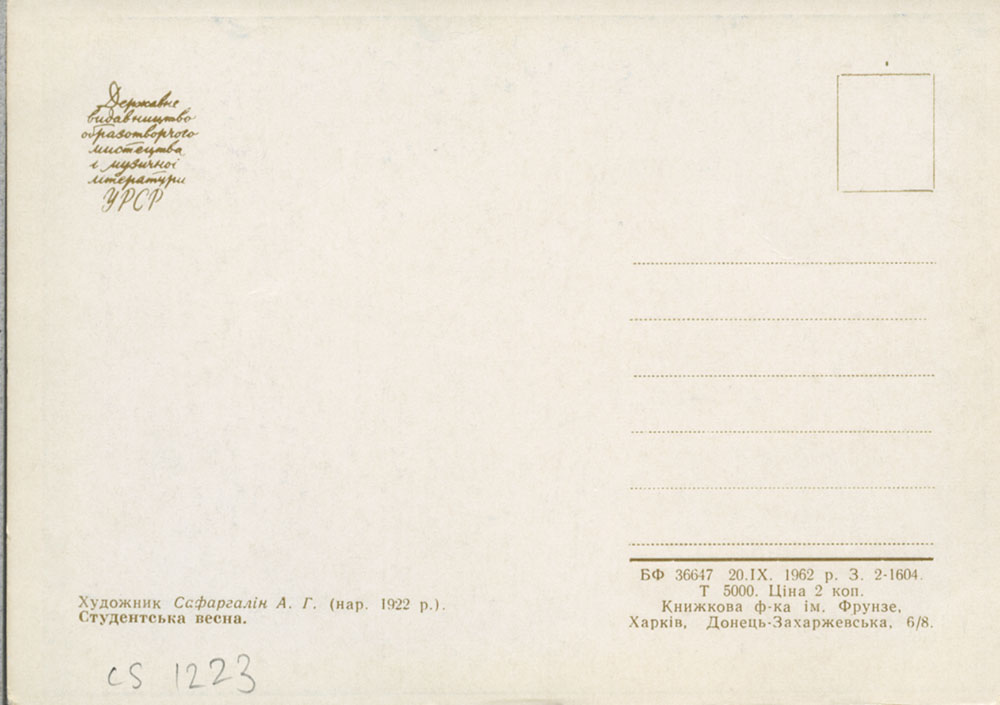 Державне
видавництво
образотворчого
мистецтва
і музичної
літератури
УРСР
Художник Сафаргалін А. Г. (нар. 1922 р.).
Студентська весна.
БФ 36647 20.IX. 1962 р. З. 2-1604.
Т 5000. Ціна 2 коп.
Книжкова ф-ка ім. Фрунзе,
Харків, Донець-Захаржевська, 6/8.
CS 1223